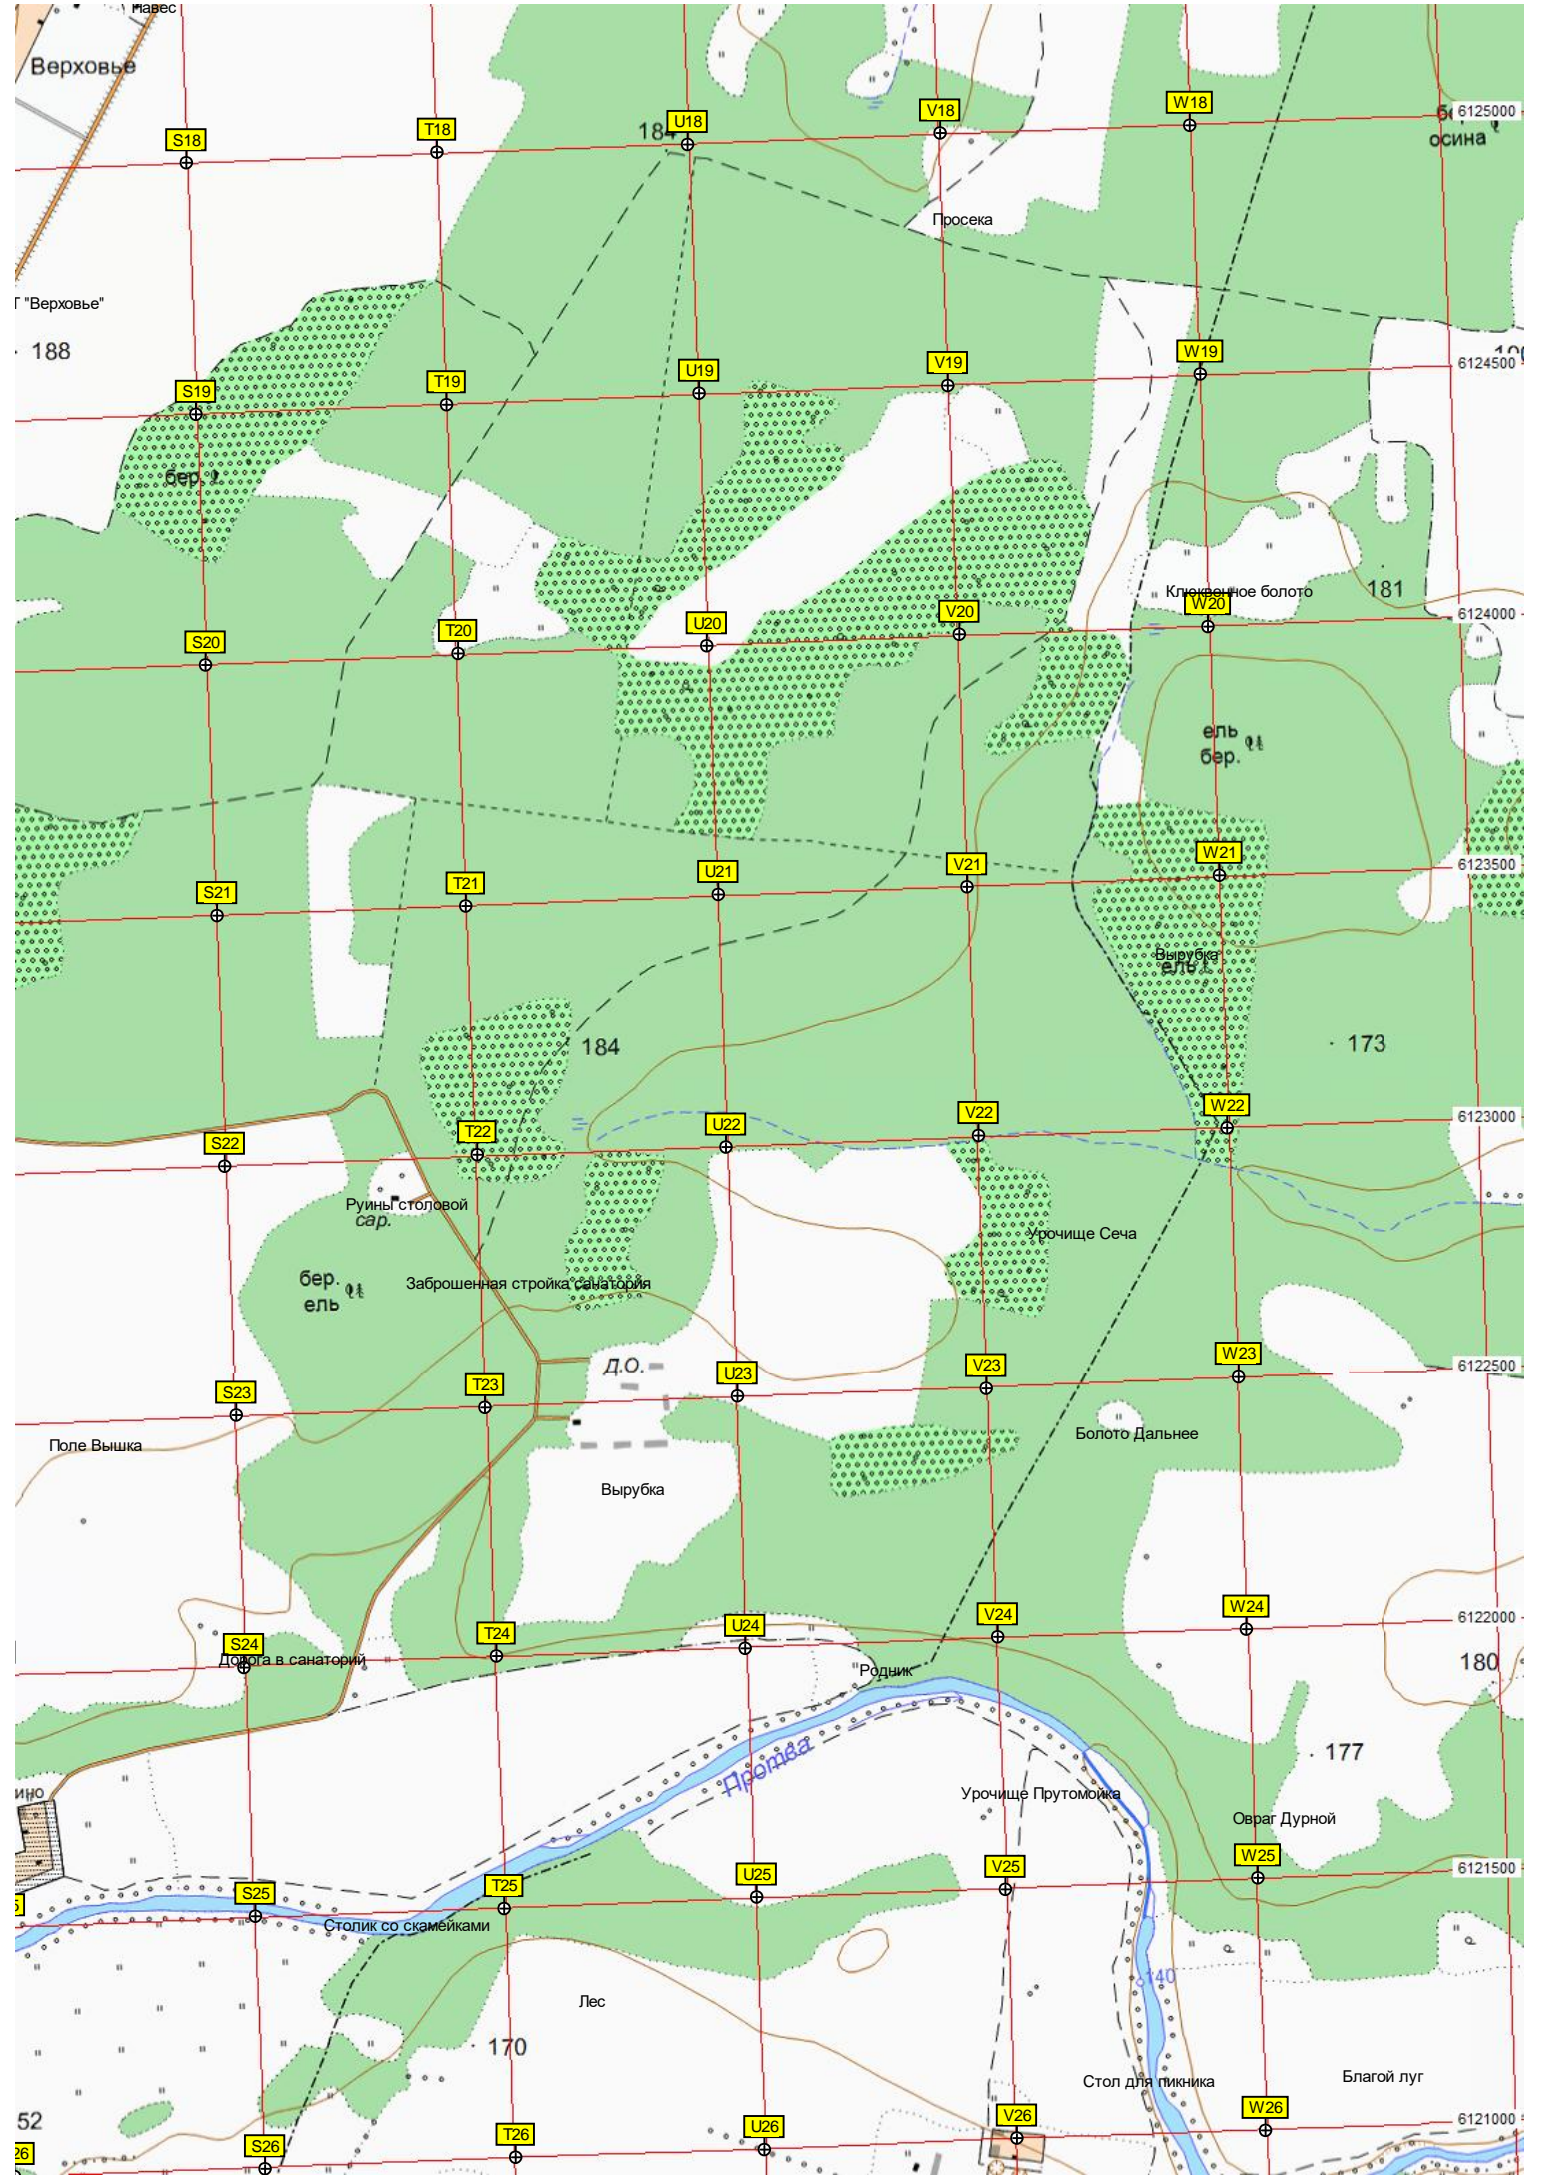 Навес
Верховье
6125000
W18
V18
бе
осина
U18
184
T18
S18
Просека
Т "Верховье"
188
W19
6124500
V19
U19
T19
S19
бер.
Клюквенное болото
181
W20
6124000
V20
U20
T20
S20
ель
бер.
W21
6123500
V21
U21
T21
S21
Вырубка
ель
184
173
W22
6123000
V22
U22
T22
S22
Руины столовой
сар.
Урочище Сеча
бер.
ель
Заброшенная стройка санатория
Д.О.
W23
6122500
V23
U23
T23
S23
Болото Дальнее
Поле Вышка
Вырубка
W24
6122000
V24
U24
T24
S24
Дорога в санаторий
Родник
180
Протва
177
ино
Урочище Прутомойка
Овраг Дурной
W25
6121500
V25
U25
T25
S25
5
Столик со скамейками
140
Лес
170
Стол для пикника
Благой луг
52
W26
6121000
V26
U26
T26
S26
26